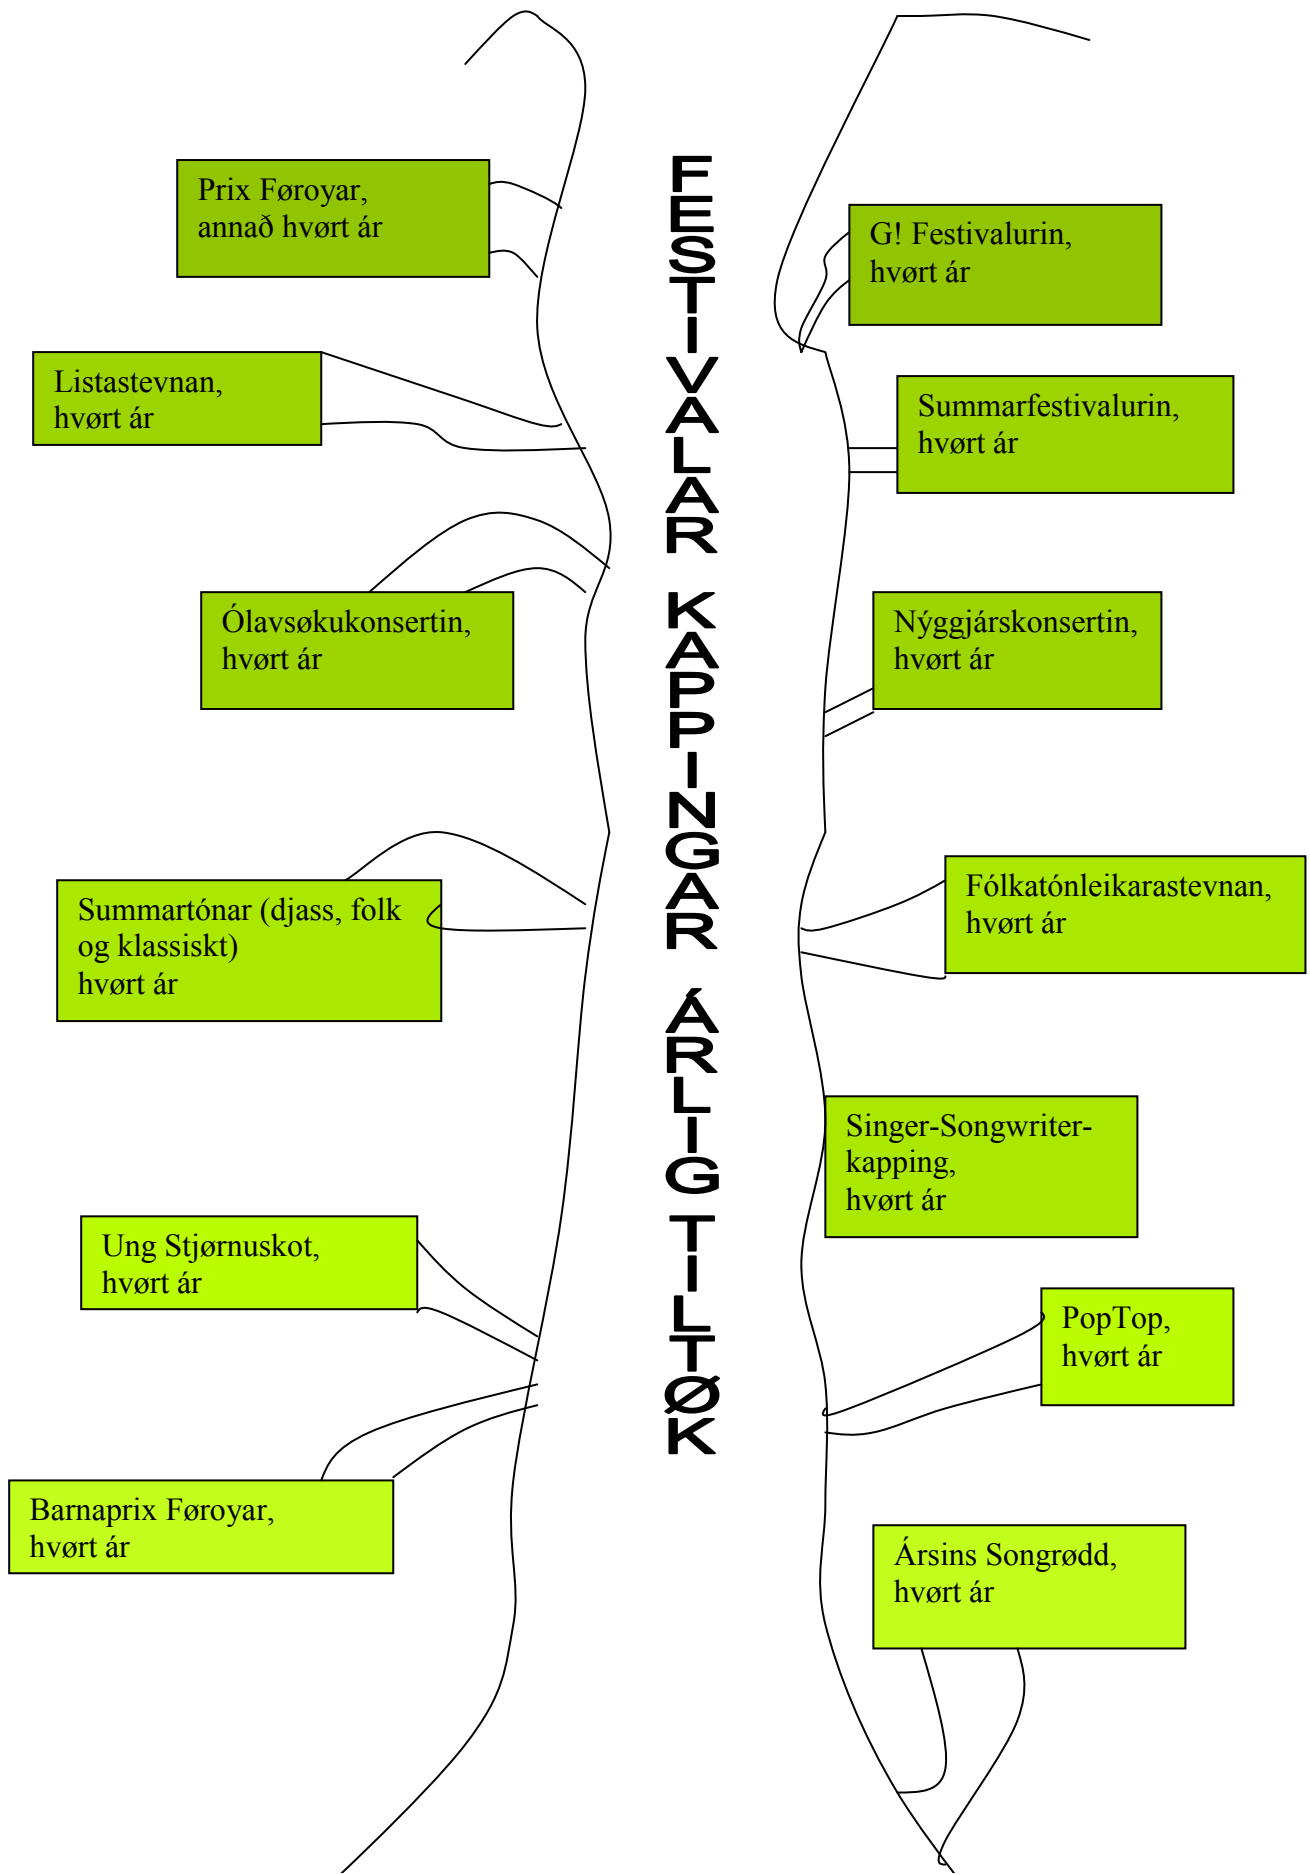 FESTIVALAR KAPPINGAR ÁRLIG TILTØK
Prix Føroyar,
annað hvørt ár
G! Festivalurin,
hvørt ár
Listastevnan,
hvørt ár
Summarfestivalurin,
hvørt ár
Ólavsøkukonsertin,
hvørt ár
Nýggjárskonsertin,
hvørt ár
Summartónar (djass, folk
og klassiskt)
hvørt ár
Fólkatónleikarastevnan,
hvørt ár
Singer-Songwriter-
kapping,
hvørt ár
Ung Stjørnuskot,
hvørt ár
PopTop,
hvørt ár
Barnaprix Føroyar,
hvørt ár
Ársins Songrødd,
hvørt ár